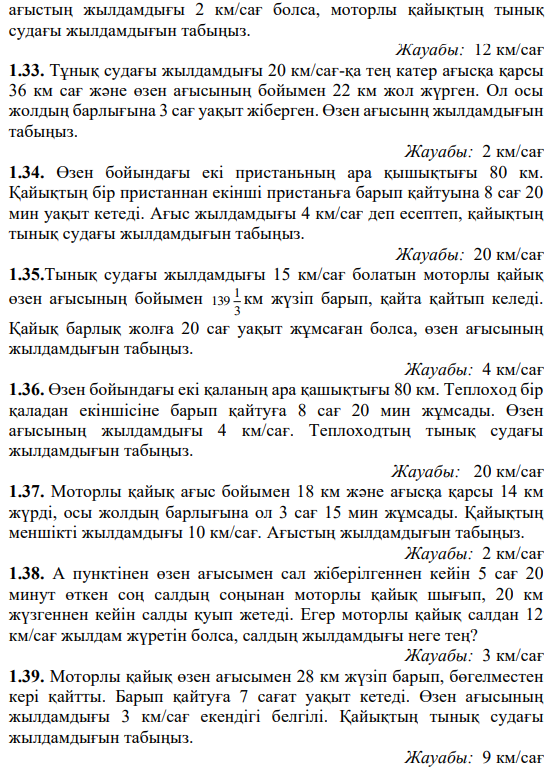 ағыстың жылдамдығы 2 км/сағ болса, моторлы қайықтың тынық
судағы жылдамдығын табыңыз.
Жауабы: 12 км/сағ
1.33. Тұнық судағы жылдамдығы 20 км/сағ-қа тең катер ағысқа қарсы
36 км сағ және өзен ағысының бойымен 22 км жол жүрген. Ол осы
жолдың барлығына 3 сағ уақыт жіберген. Өзен ағысынң жылдамдығын
табыңыз.
Жауабы: 2 км/сағ
1.34. Өзен бойындағы екі пристаньның ара қышықтығы 80 км.
Қайықтың бір пристаннан екінші пристаньға барып қайтуына 8 сағ 20
мин уақыт кетеді. Ағыс жылдамдығы 4 км/сағ деп есептеп, қайықтың
тынық судағы жылдамдығын табыңыз.
Жауабы: 20 км/сағ
1.35.Тынық судағы жылдамдығы 15 км/сағ болатын моторлы қайық
өзен ағысының бойымен 139 1/3 км жүзіп барып, қайта қайтып келеді.
Қайық барлық жолға 20 сағ уақыт жұмсаған болса, өзен ағысының
жылдамдығын табыңыз.
Жауабы: 4 км/сағ
1.36. Өзен бойындағы екі қаланың ара қашықтығы 80 км. Теплоход бір
қаладан екіншісіне барып қайтуға 8 сағ 20 мин жұмсады. Өзен
ағысының жылдамдығы 4 км/сағ. Теплоходтың тынық судағы
жылдамдығын табыңыз.
Жауабы: 20 км/сағ
1.37. Моторлы қайық ағыс бойымен 18 км және ағысқа қарсы 14 км
жүрді, осы жолдың барлығына ол 3 сағ 15 мин жұмсады. Қайықтың
меншікті жылдамдығы 10 км/сағ. Ағыстың жылдамдығын табыңыз.
Жауабы: 2 км/сағ
1.38. А пунктінен өзен ағысымен сал жіберілгеннен кейін 5 сағ 20
минут өткен соң салдың соңынан моторлы қайық шығып, 20 км
жүзгеннен кейін салды қуып жетеді. Егер моторлы қайық салдан 12
км/сағ жылдам жүретін болса, салдың жылдамдығы неге тең?
Жауабы: 3 км/сағ
1.39. Моторлы қайық өзен ағысымен 28 км жүзіп барып, бөгелместен
кері қайтты. Барып қайтуға 7 сағат уақыт кетеді. Өзен ағысының
жылдамдығы 3 км/сағ екендігі белгілі. Қайықтың тынық судағы
жылдамдығын табыңыз.
Жауабы: 9 км/сағ